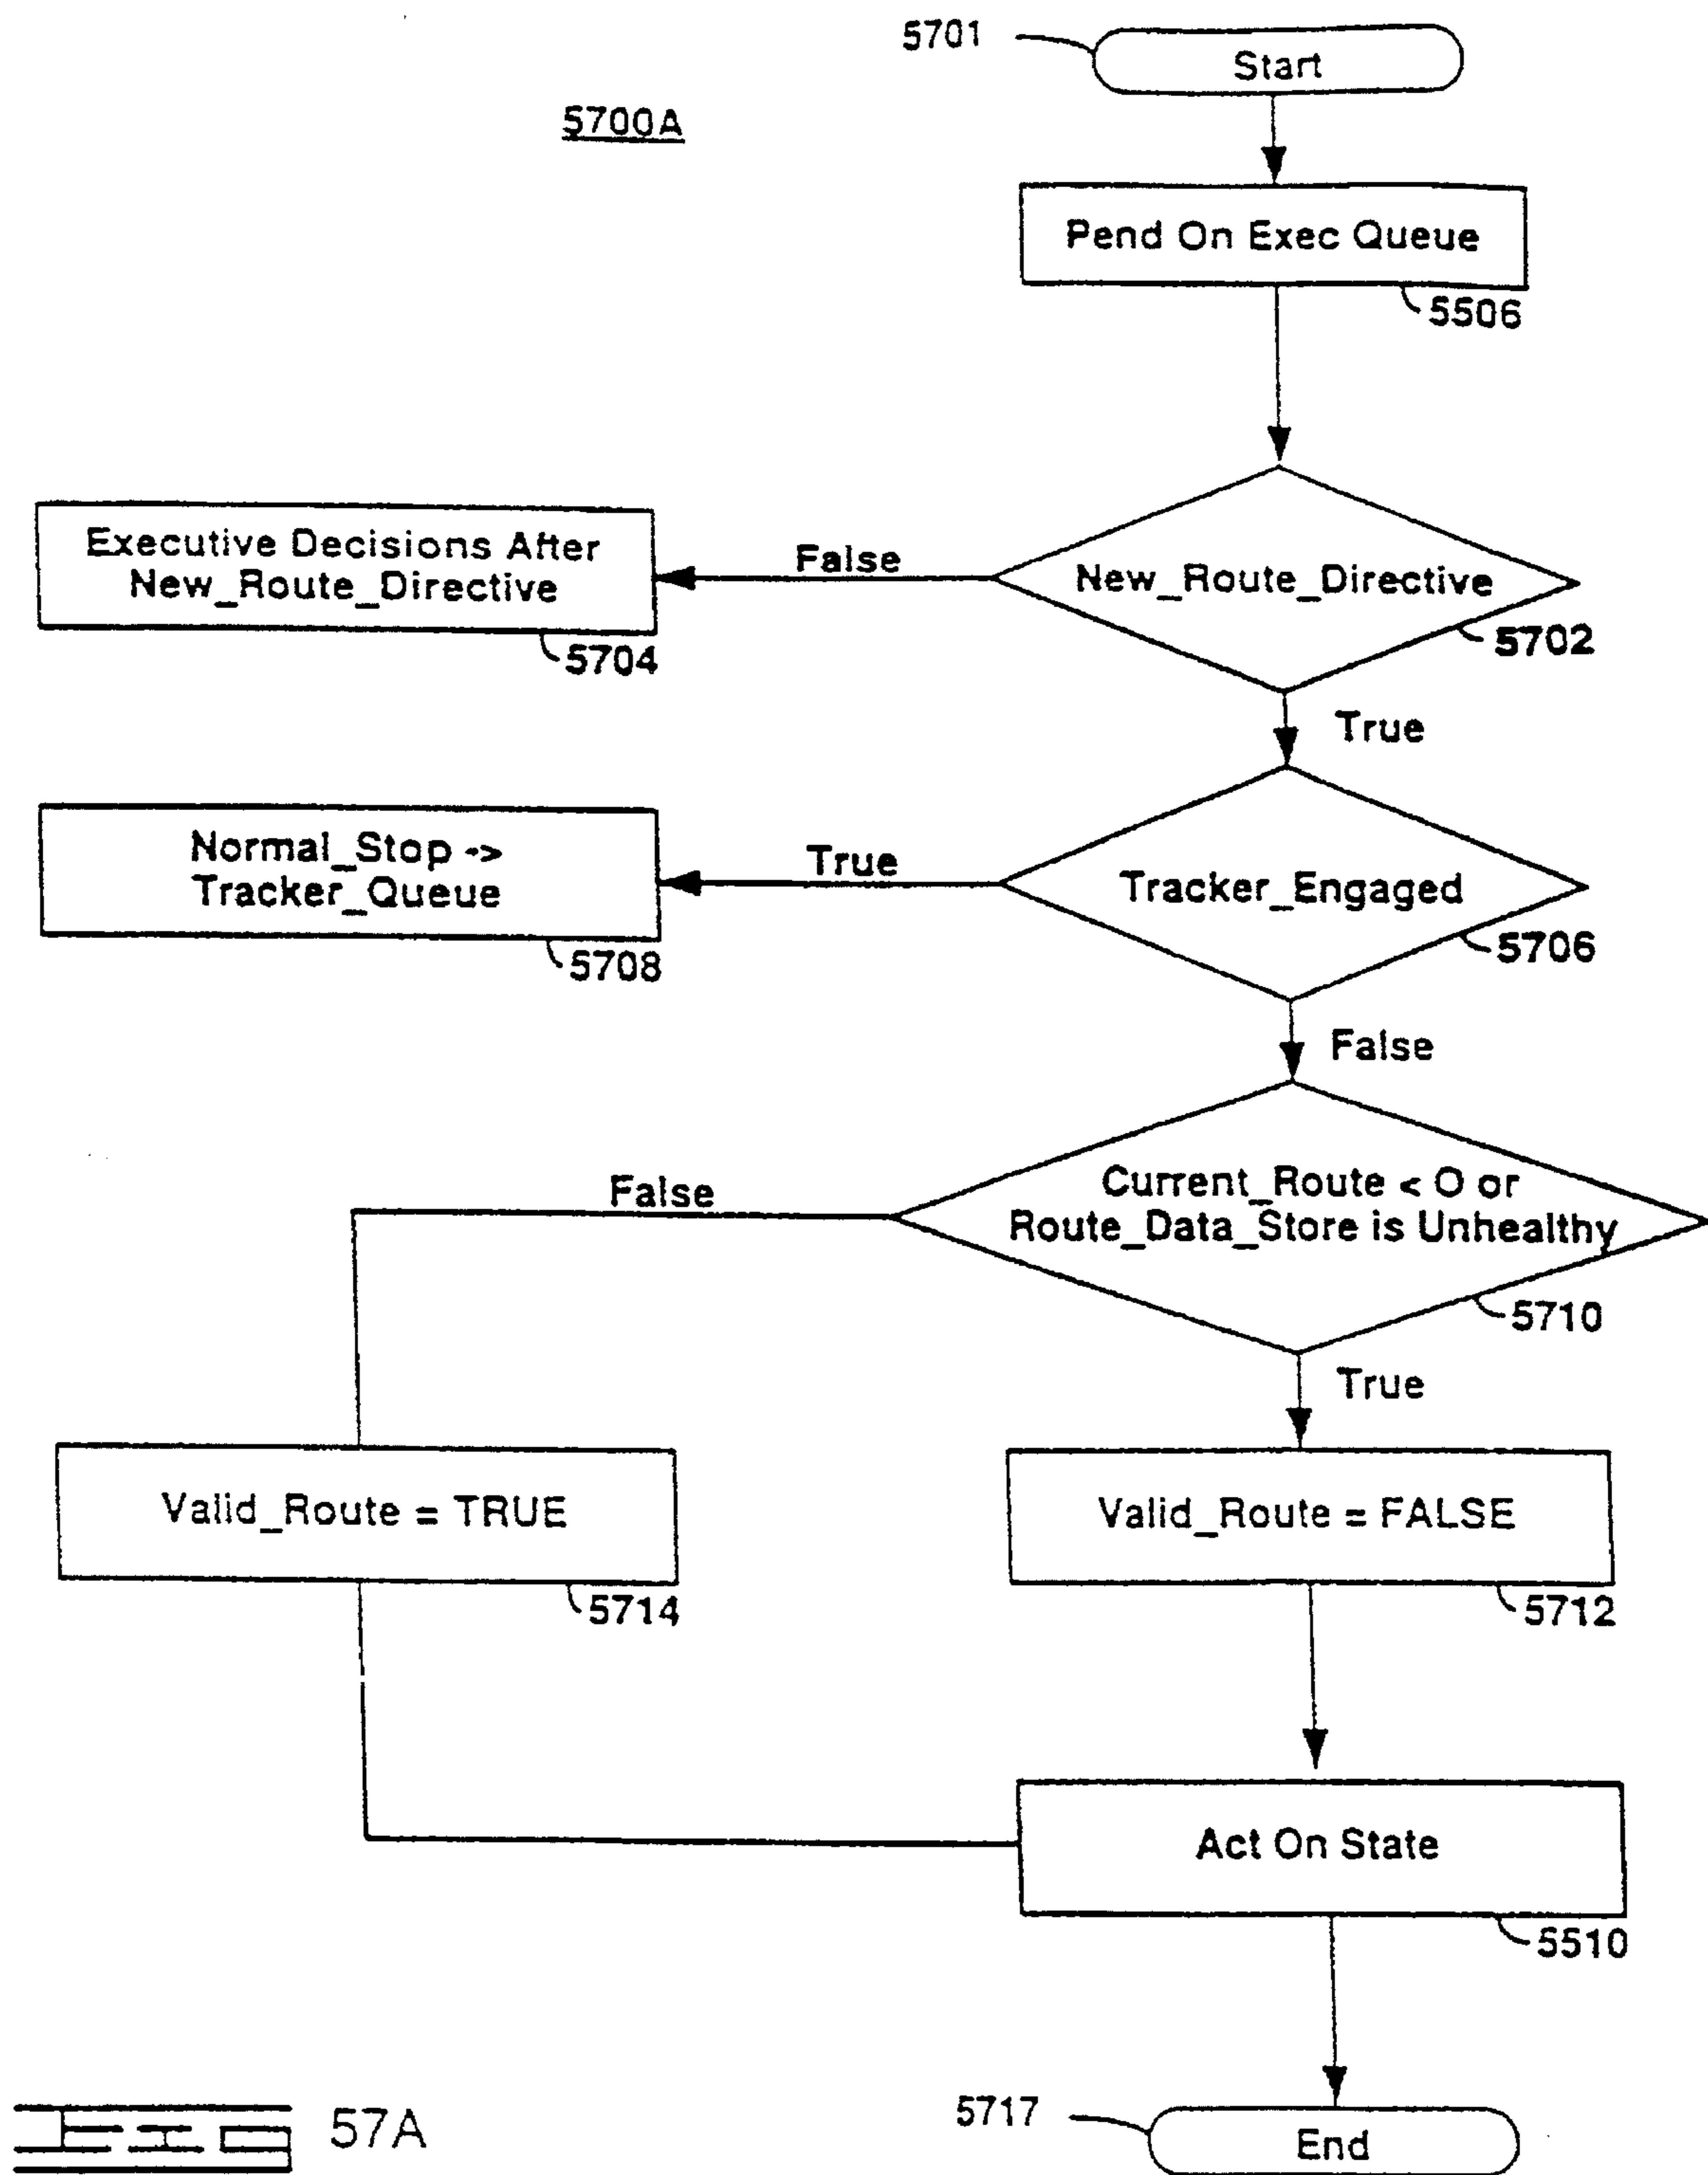 5701
Start
5700A
Pend On Exec Queue
5506
New_Route_Directive
5702
False
Executive Decisions After
New_Route_Directive
5704
True
Tracker_Engaged
5706
True
Normal_Stop ->
Tracker_Queue
5708
False
Current_Route < O or
Route_Data_Store is Unhealthy
5710
False
True
Valid_Route = TRUE
5714
Valid_Route = FALSE
5712
Act On State
5510
5717
End
57A